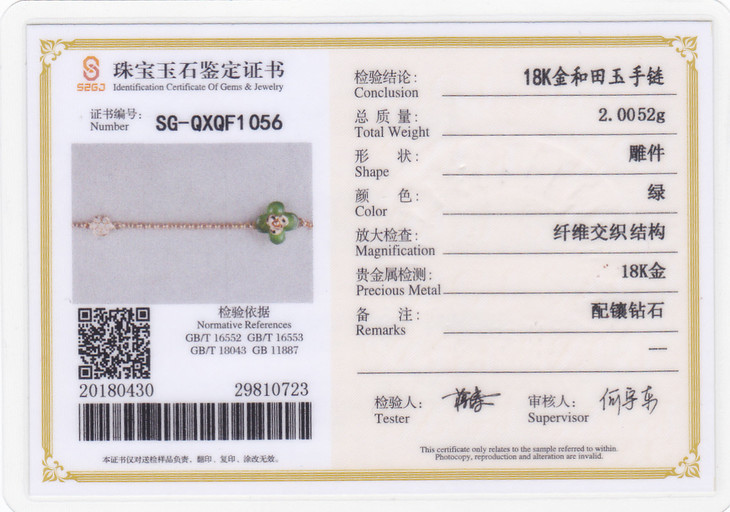 S2GJ
珠宝玉石鉴定证书
Identification Certificate Of Gems & Jewelry
证书编号:
Number SG-QXQF1056
检验依据
Normative References
GB/T 16552 GB/T 16553
GB/T 18043 GB 11887
20180430 29810723
本证书仅对送检样品负责，翻印、复印、涂改无效。
检验结论: 18K金和田玉手链
Conclusion
总质量: 2.0052g
Total Weight
形状: 雕件
Shape
颜色: 绿
Color
放大检查: 纤维交织结构
Magnification
贵金属检测: 18K金
Precious Metal
备注: 配镶钻石
Remarks
—
检验人:
Tester
审核人: 何字东
Supervisor
This certificate only relates to the sample referred to within.
Photocopy, reproduction and alteration are invalid.